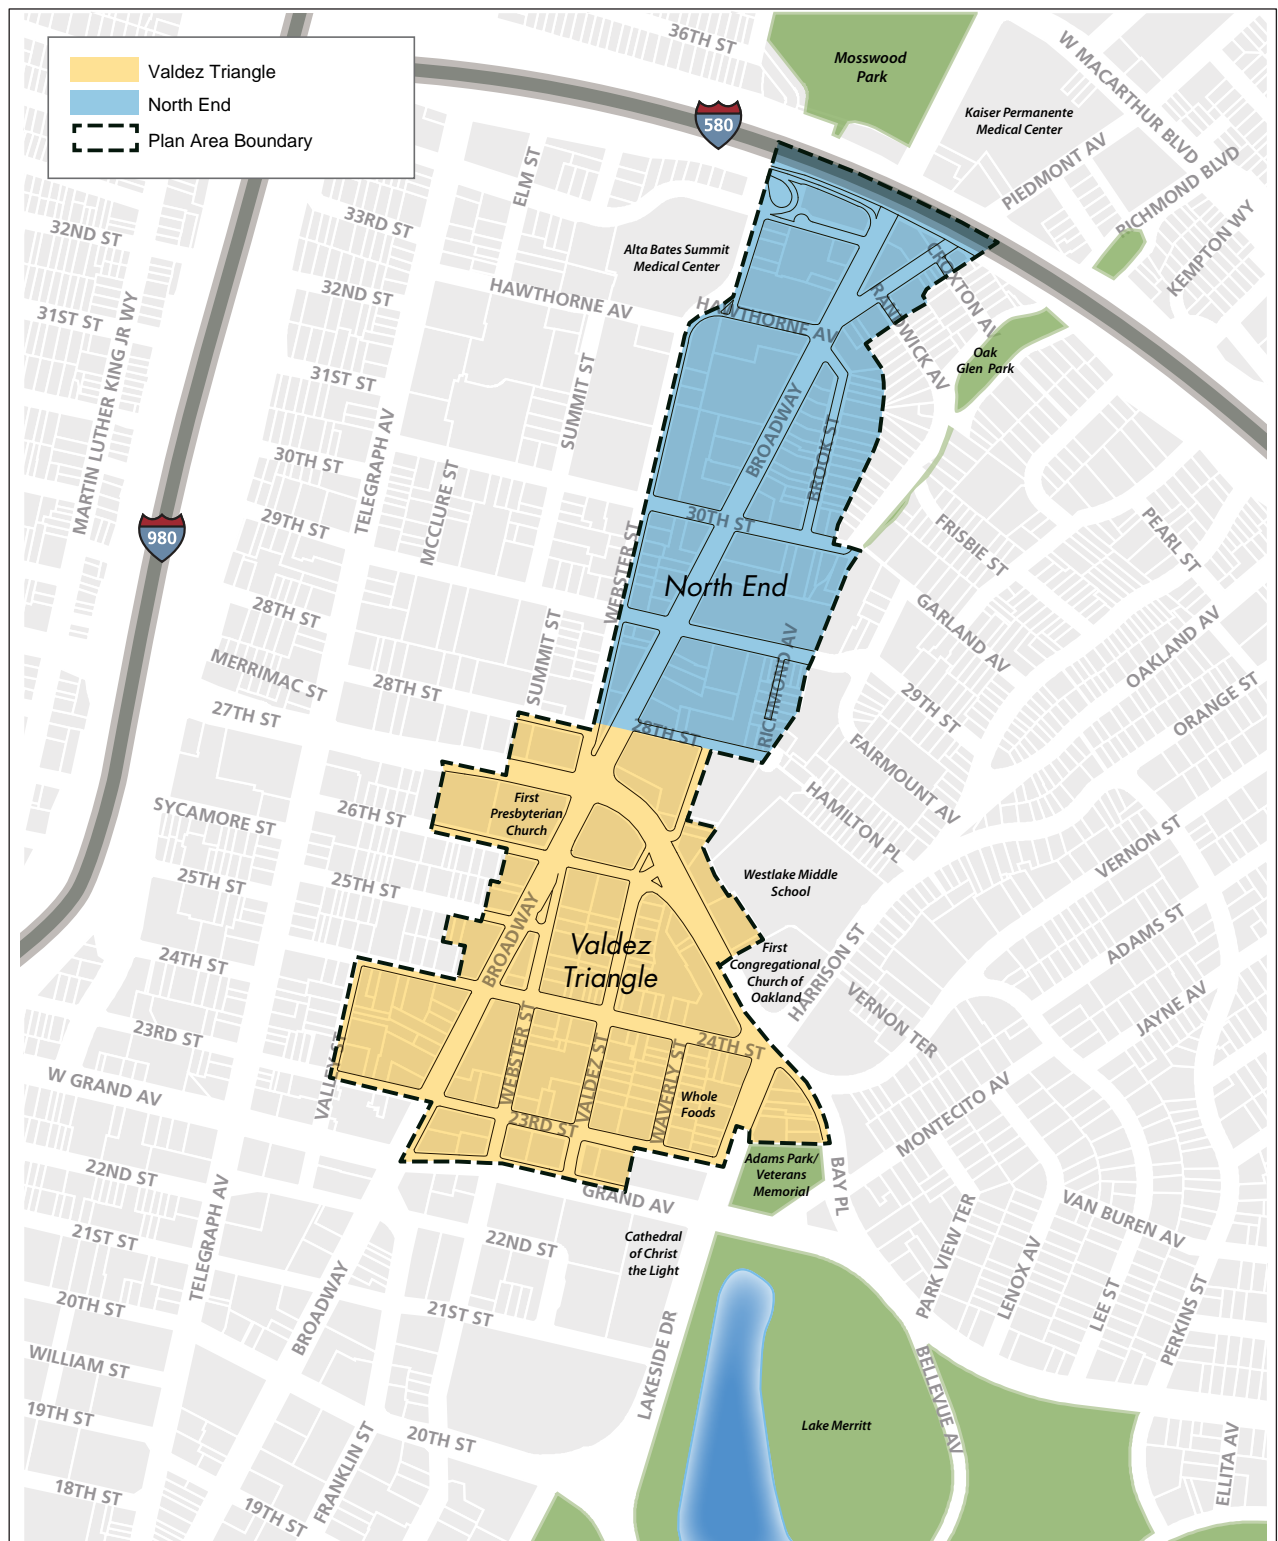 Valdez Triangle
North End
Plan Area Boundary
36TH ST
Mosswood
Park
W MACARTHUR BLVD
Kaiser Permanente
Medical Center
580
PIEDMONT AV
RICHMOND BLVD
KEMPTON WY
ELM ST
33RD ST
32ND ST
Alta Bates Summit
Medical Center
CROXTON AV
32ND ST
HAWTHORNE AV
HAWTHORNE AV
RANDWICK AV
31ST ST
MARTIN LUTHER KING JR WY
Oak
Glen Park
31ST ST
SUMMIT ST
BROADWAY
BROOK ST
TELEGRAPH AV
30TH ST
MCCLURE ST
29TH ST
980
30TH ST
FRISBIE ST
PEARL ST
WEBSTER ST
North End
28TH ST
GARLAND AV
OAKLAND AV
SUMMIT ST
RICHMOND AV
MERRIMAC ST
28TH ST
29TH ST
ORANGE ST
27TH ST
28TH ST
FAIRMOUNT AV
First
Presbyterian
Church
HAMILTON PL
SYCAMORE ST
26TH ST
VERNON ST
25TH ST
25TH ST
Westlake Middle
School
BROADWAY
Valdez
Triangle
First
Congregational
Church of
Oakland
HARRISON ST
ADAMS ST
24TH ST
VERNON TER
JAYNE AV
23RD ST
VALLEY ST
WEBSTER ST
VALDEZ ST
WAVERLY ST
24TH ST
W GRAND AV
Whole
Foods
23RD ST
MONTECITO AV
22ND ST
Adams Park/
Veterans
Memorial
BAY PL
TELEGRAPH AV
GRAND AV
VAN BUREN AV
21ST ST
22ND ST
Cathedral
of Christ
the Light
PARK VIEW TER
LENOX AV
LEE ST
PERKINS ST
20TH ST
BROADWAY
21ST ST
LAKESIDE DR
WILLIAM ST
BELLEVUE AV
19TH ST
Lake Merritt
20TH ST
FRANKLIN ST
ELLITA AV
18TH ST
19TH ST